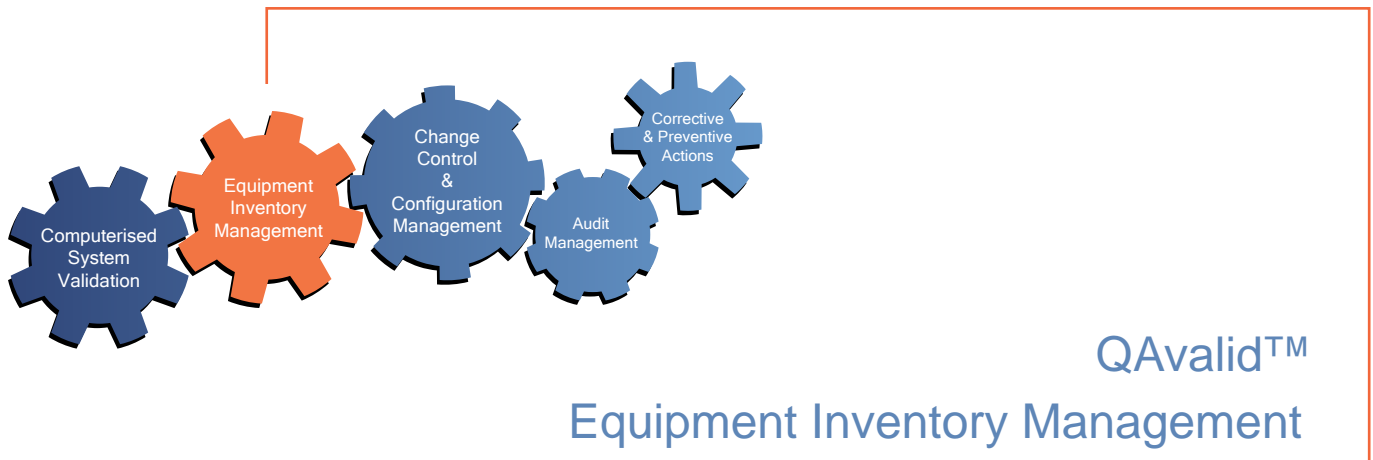 Computerised
System
Validation
Equipment
Inventory
Management
Change
Control
&
Configuration
Management
Audit
Management
Corrective
& Preventive
Actions
QAvalid™
Equipment Inventory Management